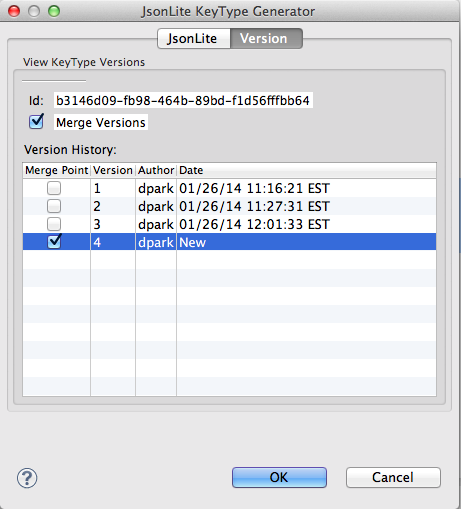 JsonLite KeyType Generator
JsonLite Version
View KeyType Versions
Id: b3146d09-fb98-464b-89bd-f1d56fffbb64
Merge Versions
Version History:
Merge Point Version Author Date
1 dpark 01/26/14 11:16:21 EST
2 dpark 01/26/14 11:27:31 EST
3 dpark 01/26/14 12:01:33 EST
4 dpark New
? OK Cancel